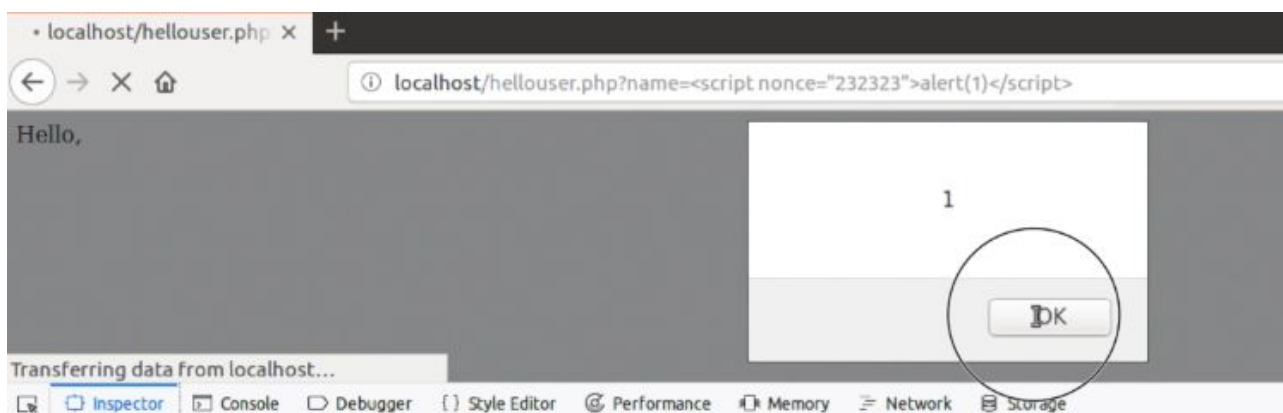 localhost/hellouser.php
localhost/hellouser.php?name=<script nonce="232323">alert(1)</script>
Hello,
1
OK
Transferring data from localhost...
Inspector Console Debugger {} Style Editor Performance Memory Network Storage